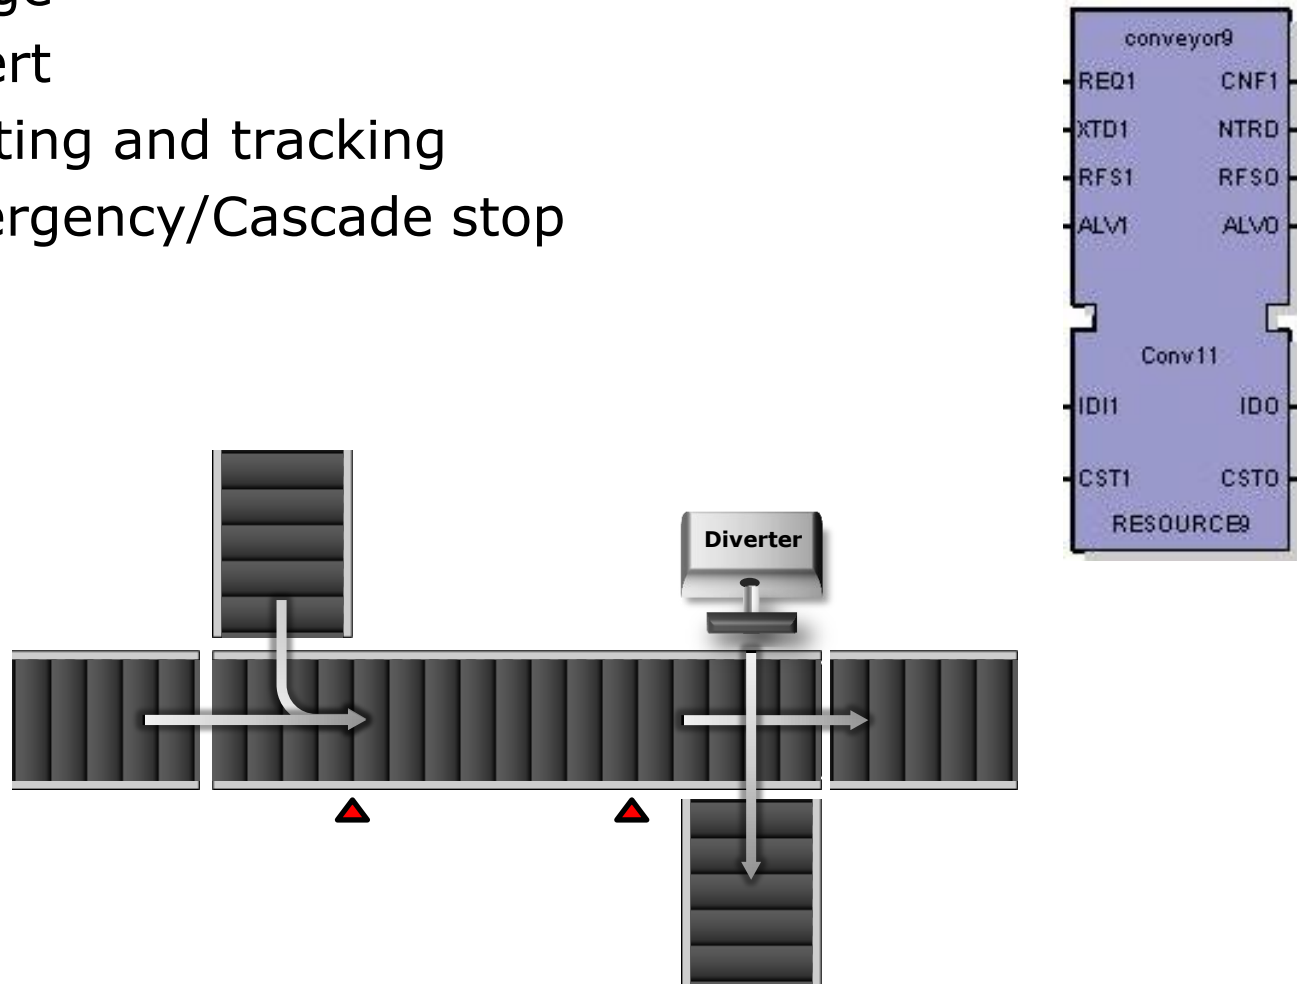 ge
ert
ting and tracking
ergency/Cascade stop
conveyor9
REQ1 CNF1
XTD1 NTRD
RFS1 RFSO
ALV1 ALVO
Conv11
IDI1 IDO
CST1 CSTO
RESOURCE9
Diverter